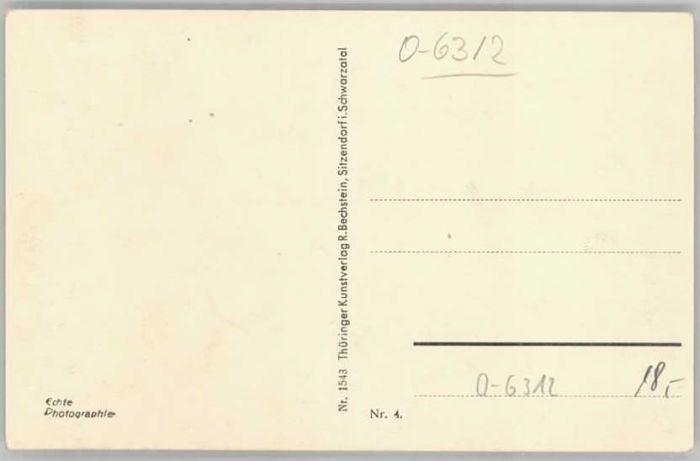 O-6312
Nr. 1543 Thüringer Kunstverlag R. Bechstein, Sitzendorf i. Schwarzatal
O-6312
18,-
Echte
Photographie
Nr. 4.